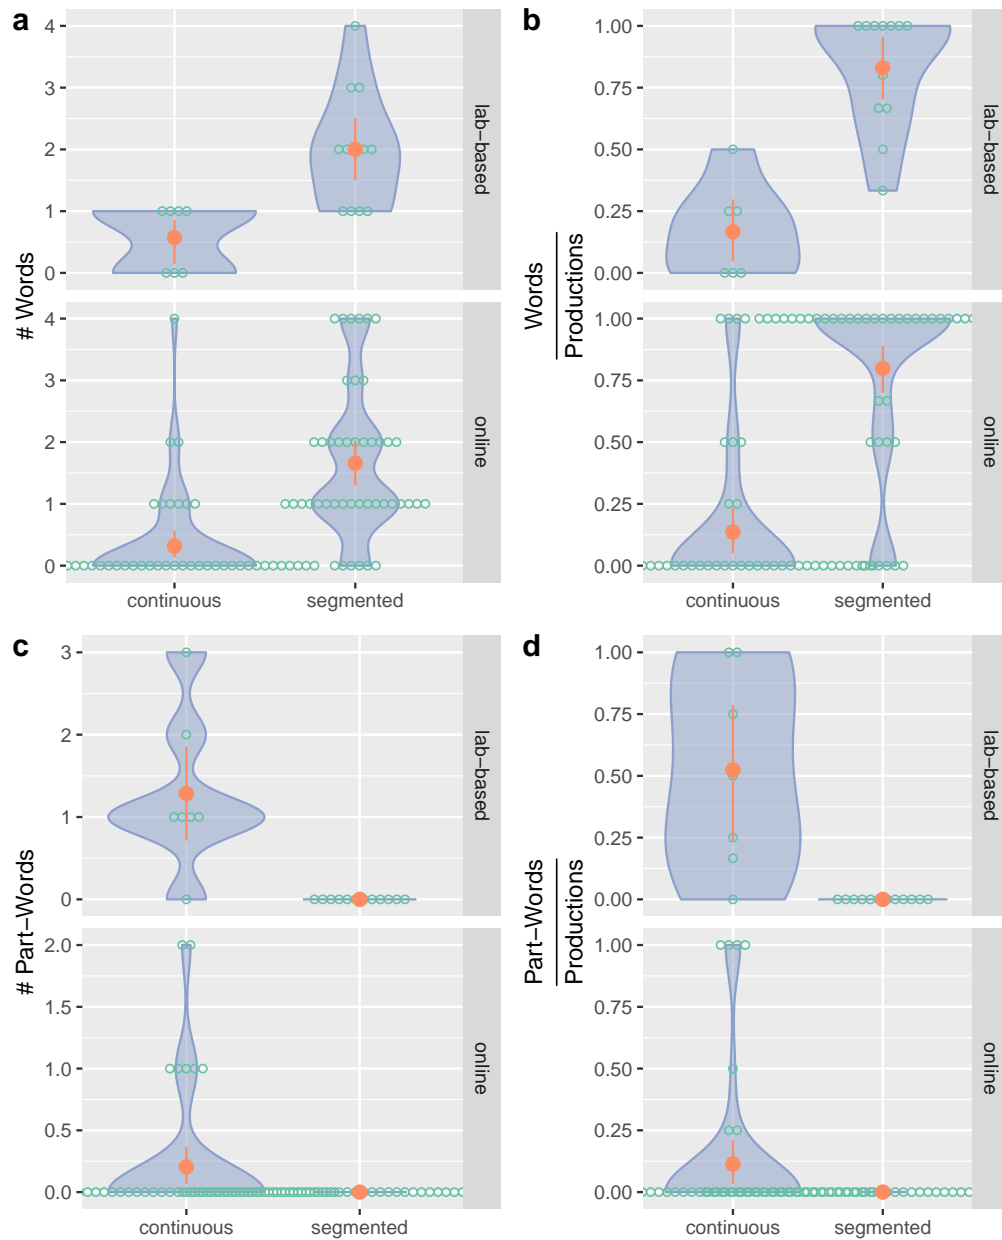 a
# Words
4
3
2
1
0
lab−based
4
3
2
1
0
online
continuous
segmented
b
Words
Productions
1.00
0.75
0.50
0.25
0.00
lab−based
1.00
0.75
0.50
0.25
0.00
online
continuous
segmented
c
# Part−Words
3
2
1
0
lab−based
2.0
1.5
1.0
0.5
0.0
online
continuous
segmented
d
Part−Words
Productions
1.00
0.75
0.50
0.25
0.00
lab−based
1.00
0.75
0.50
0.25
0.00
online
continuous
segmented